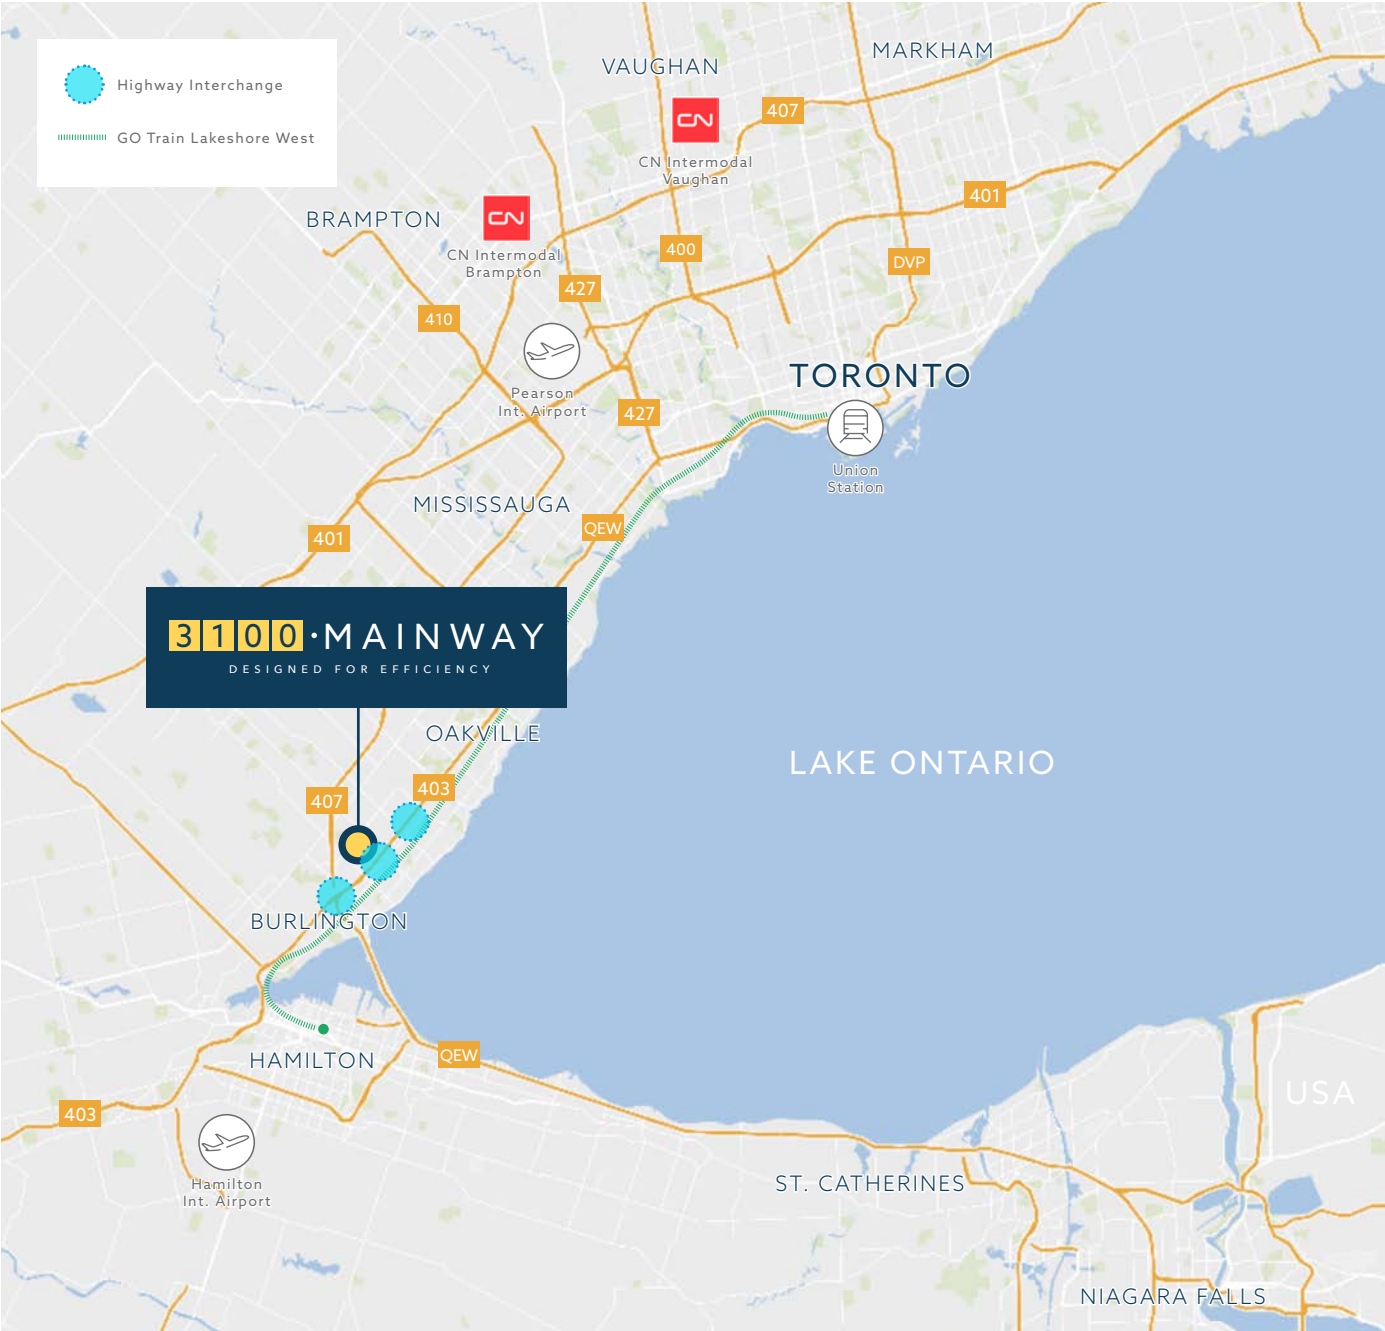 Highway Interchange
GO Train Lakeshore West
MARKHAM
VAUGHAN
407
CN
CN Intermodal
Vaughan
401
BRAMPTON
CN
CN Intermodal
Brampton
400
DVP
427
410
Pearson
Int. Airport
TORONTO
427
Union
Station
MISSISSAUGA
QEW
401
3100·MAINWAY
DESIGNED FOR EFFICIENCY
OAKVILLE
LAKE ONTARIO
403
407
BURLINGTON
HAMILTON
QEW
USA
403
Hamilton
Int. Airport
ST. CATHERINES
NIAGARA FALLS